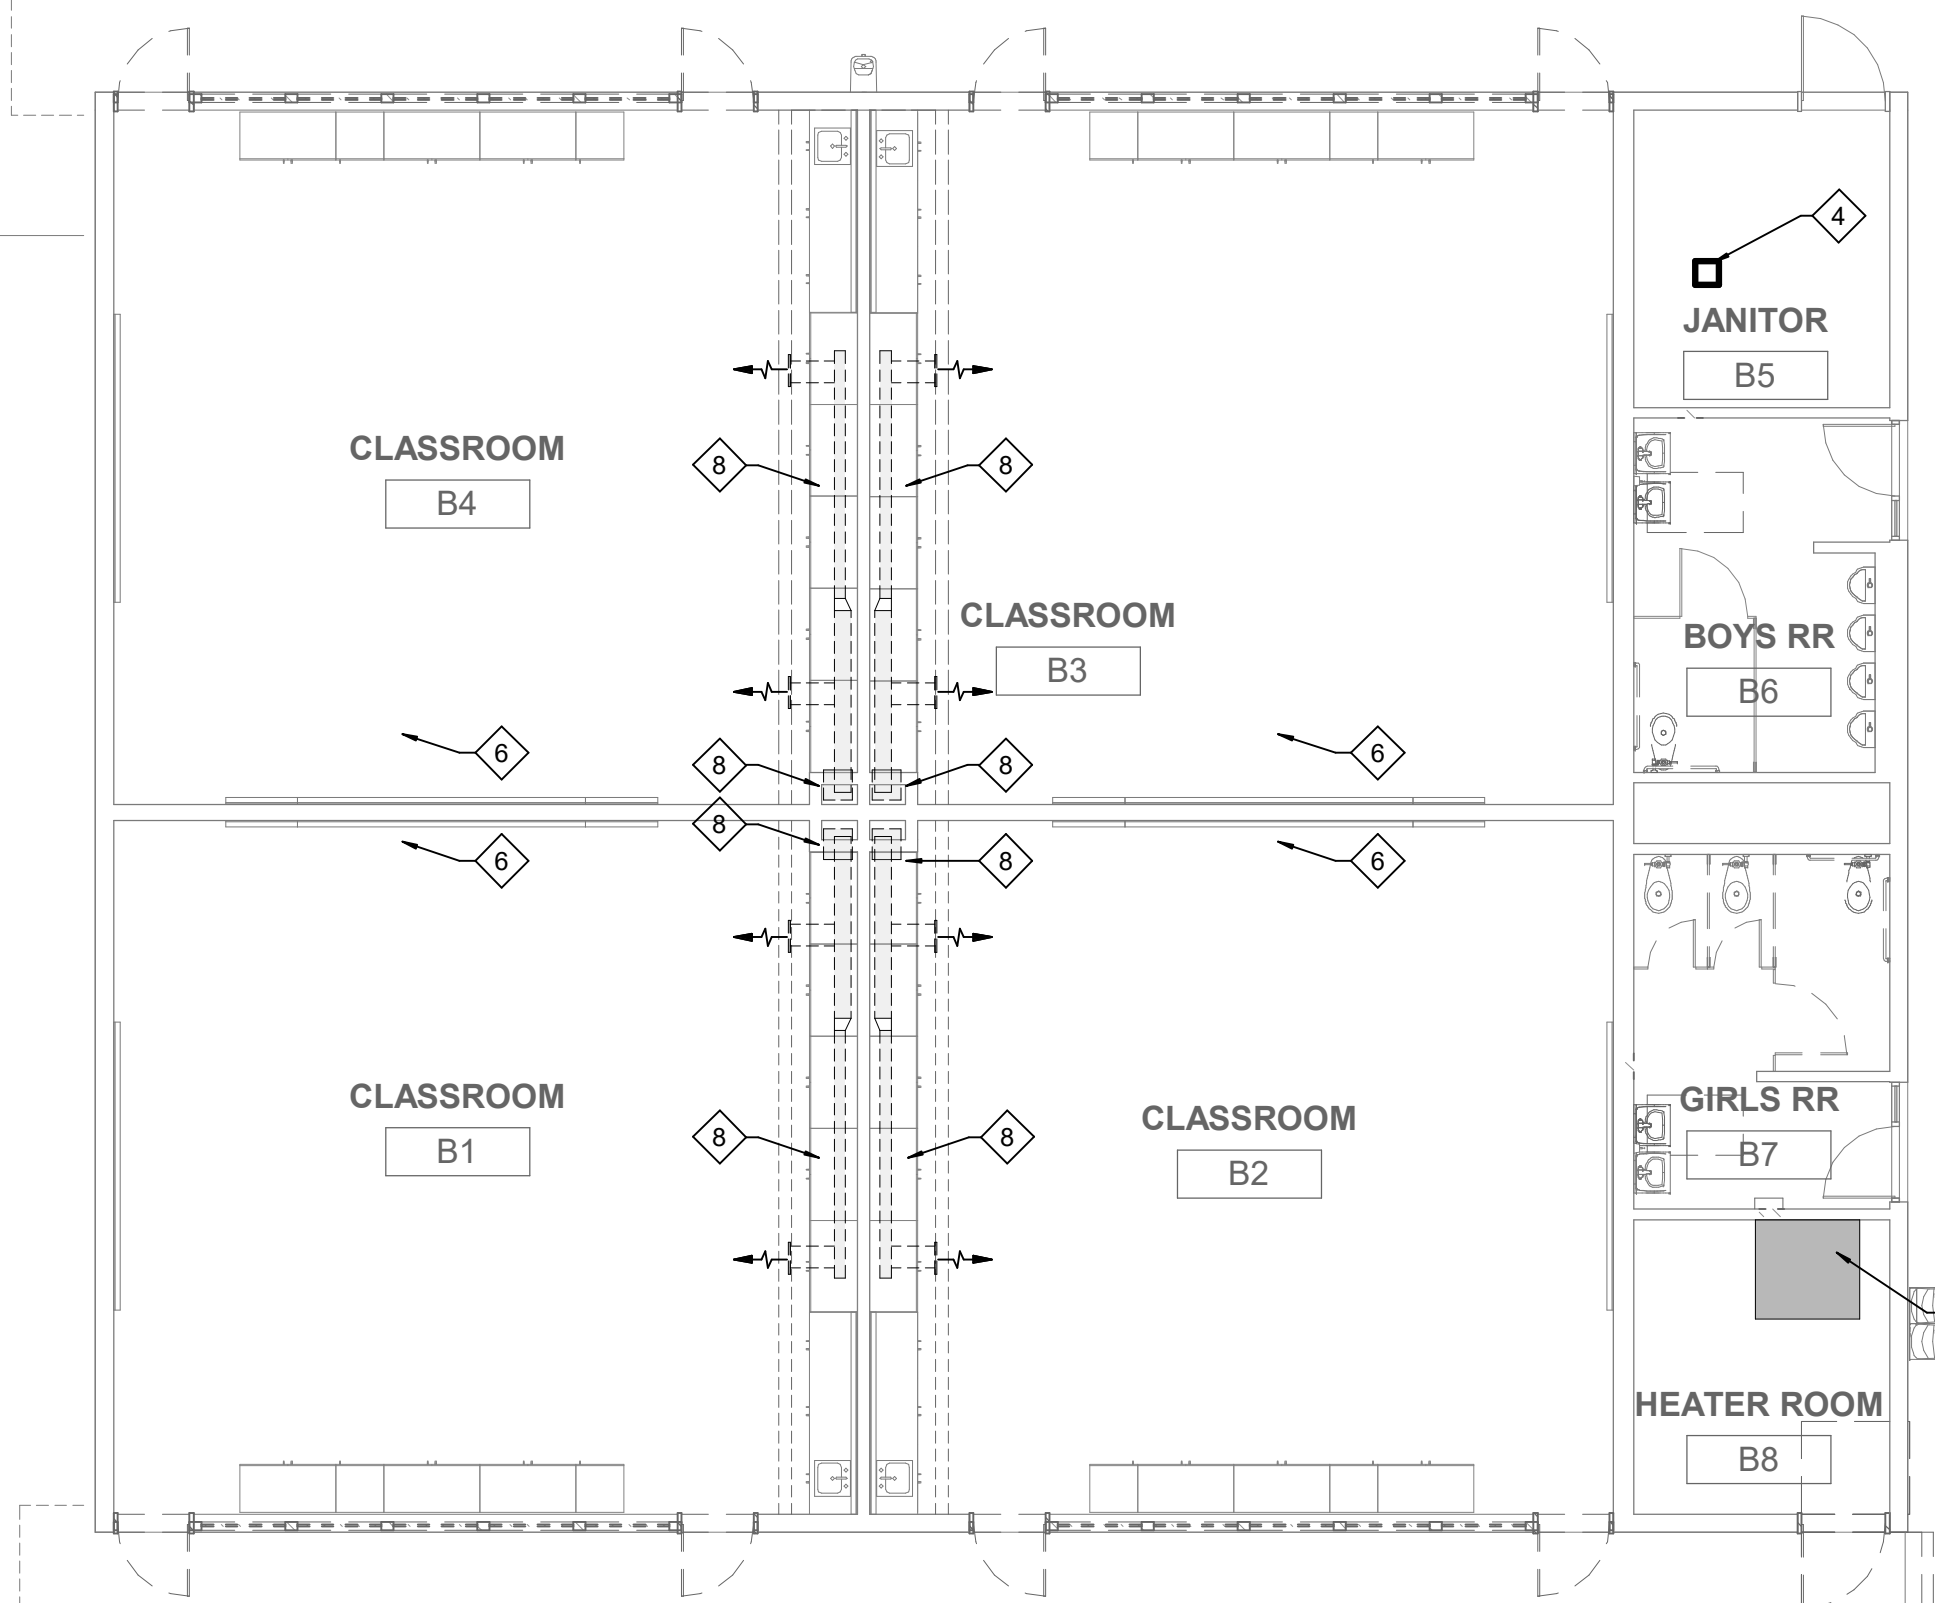 4
JANITOR
B5
CLASSROOM
B4
8
8
CLASSROOM
B3
BOYS RR
B6
6
8
8
6
8
6
8
6
CLASSROOM
B1
8
8
CLASSROOM
B2
GIRLS RR
B7
HEATER ROOM
B8